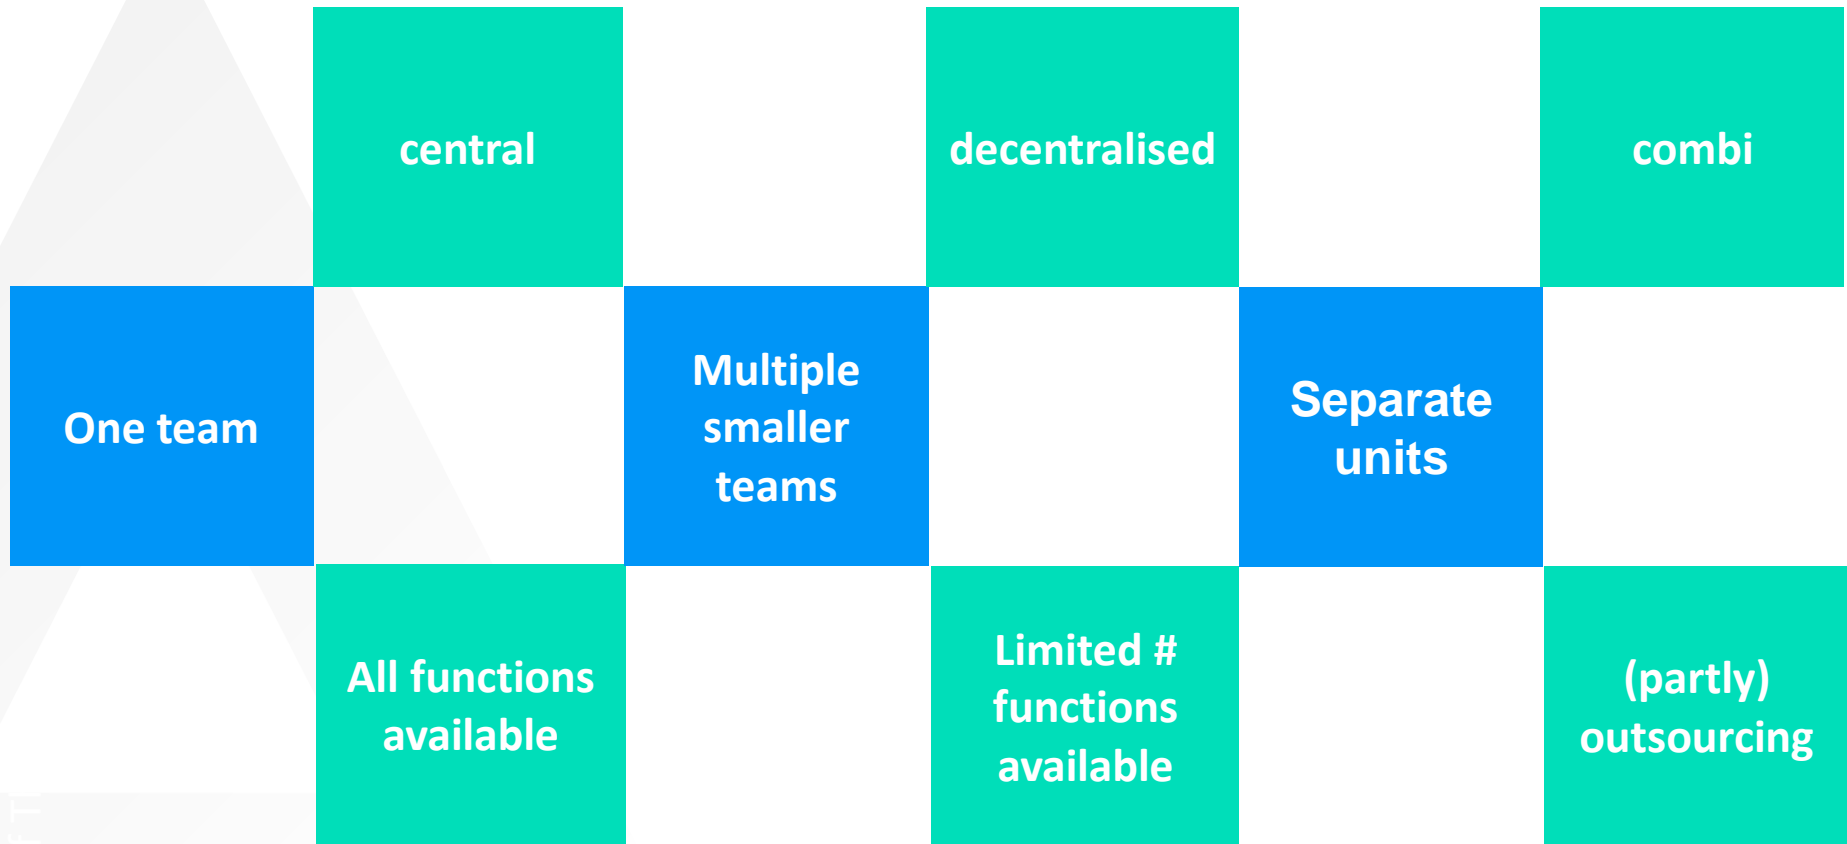 central
decentralised
combi
One team
Multiple
smaller
teams
Separate
units
All functions
available
Limited #
functions
available
(partly)
outsourcing